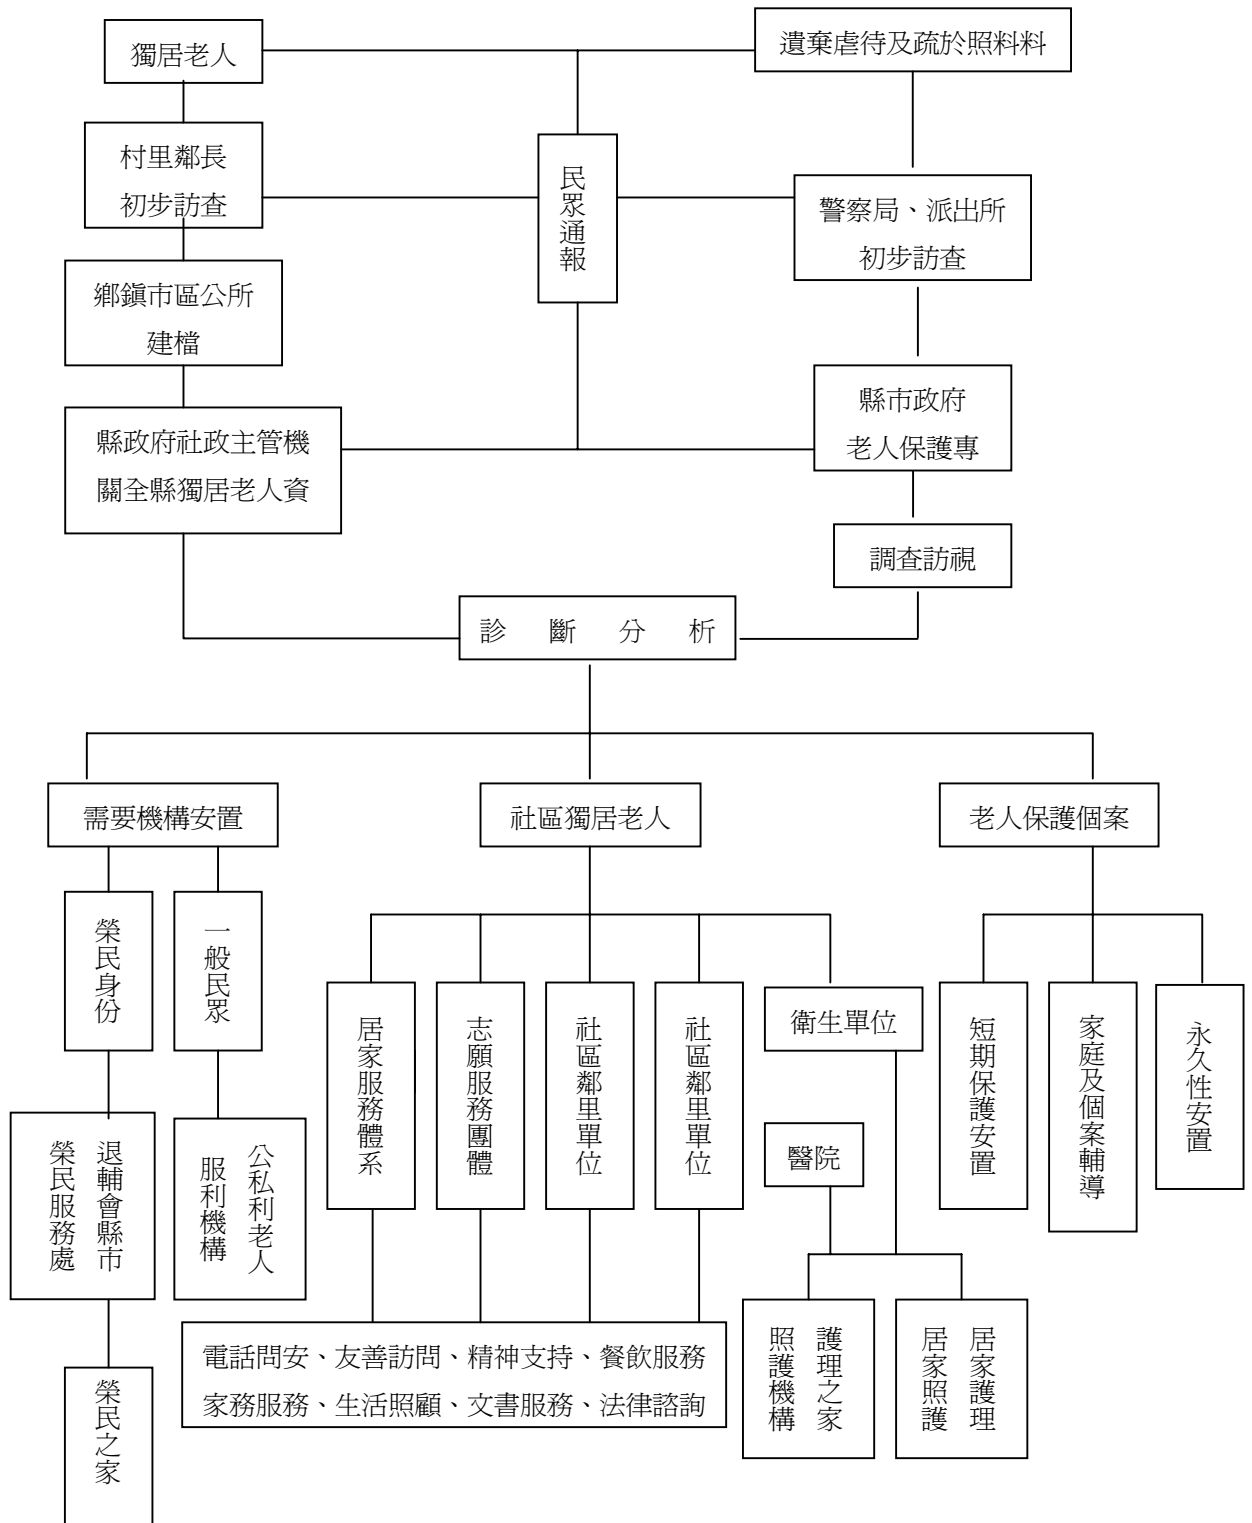 獨居老人
遺棄虐待及疏於照料料
村里鄰長
初步訪查
民眾通報
警察局、派出所
初步訪查
鄉鎮市區公所
建檔
縣政府社政主管機
關全縣獨居老人資
縣市政府
老人保護專
調查訪視
診斷分析
需要機構安置
社區獨居老人
老人保護個案
榮民身份
一般民眾
居家服務體系
志願服務團體
社區鄰里單位
社區鄰里單位
衛生單位
短期保護安置
家庭及個案輔導
永久性安置
退輔會縣市
榮民服務處
公私利老人
服利機構
醫院
電話問安、友善訪問、精神支持、餐飲服務
家務服務、生活照顧、文書服務、法律諮詢
護理之家
照護機構
居家護理
居家照護
榮民之家